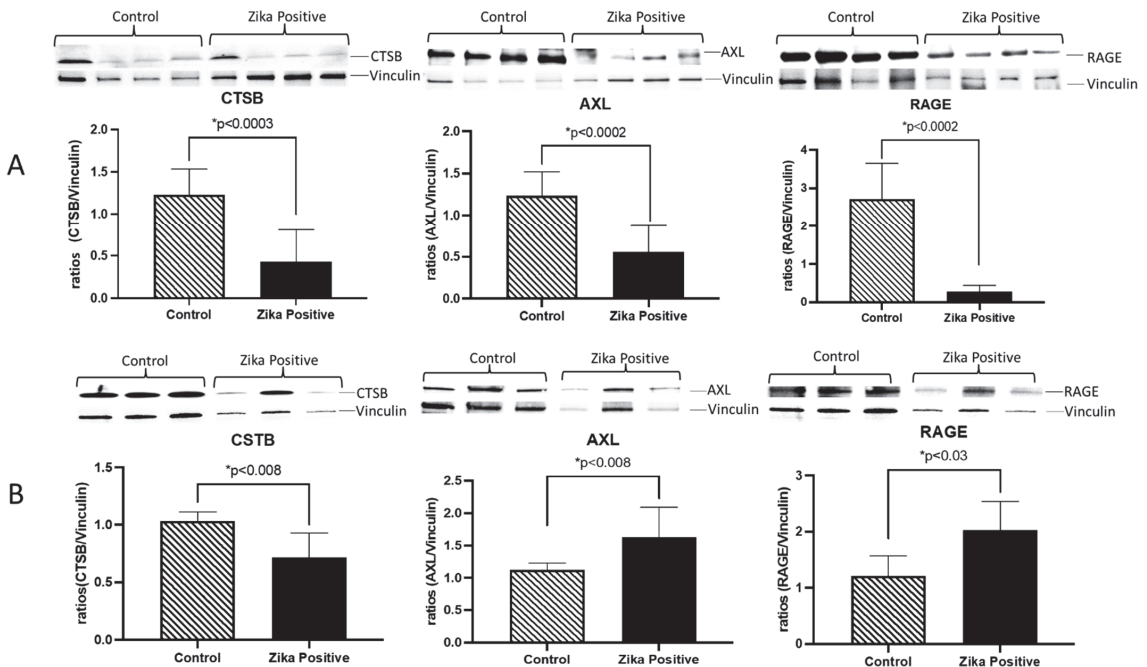 Control Zika Positive
CTSB
Vinculin
Control Zika Positive
AXL
Vinculin
Control Zika Positive
RAGE
Vinculin
A
CTSB
*p<0.0003
ratios (CTSB/Vinculin)
2.0
1.5
1.0
0.5
0.0
Control Zika Positive
AXL
*p<0.0002
ratios (AXL/Vinculin)
2.0
1.5
1.0
0.5
0.0
Control Zika Positive
RAGE
*p<0.0002
ratios (RAGE/Vinculin)
4
3
2
1
0
Control Zika Positive
Control Zika Positive
CTSB
Vinculin
Control Zika Positive
AXL
Vinculin
Control Zika Positive
RAGE
Vinculin
B
CSTB
*p<0.008
ratios(CTSB/Vinculin)
1.5
1.0
0.5
0.0
Control Zika Positive
AXL
*p<0.008
ratios (AXL/Vinculin)
2.5
2.0
1.5
1.0
0.5
0.0
Control Zika Positive
RAGE
*p<0.03
ratios (RAGE/Vinculin)
3
2
1
0
Control Zika Positive